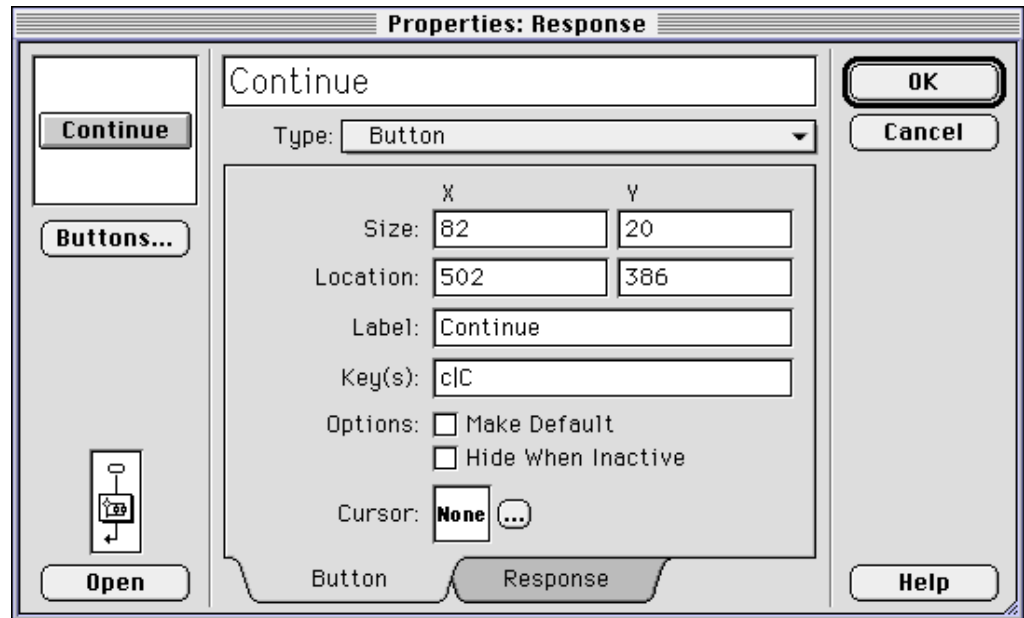 Properties: Response
Continue
Continue
Buttons...
Open
Type: Button
X Y
Size: 82 20
Location: 502 386
Label: Continue
Key(s): c|C
Options: Make Default
Hide When Inactive
Cursor: None ...
Button Response
OK
Cancel
Help